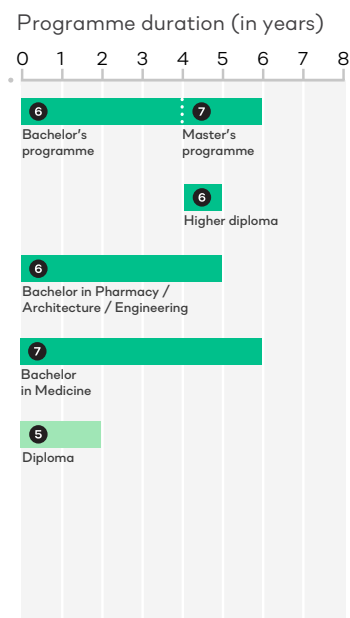 Programme duration (in years)
0 1 2 3 4 5 6 7 8
6 7
Bachelor's Master's
programme programme
6
Higher diploma
6
Bachelor in Pharmacy /
Architecture / Engineering
7
Bachelor
in Medicine
5
Diploma